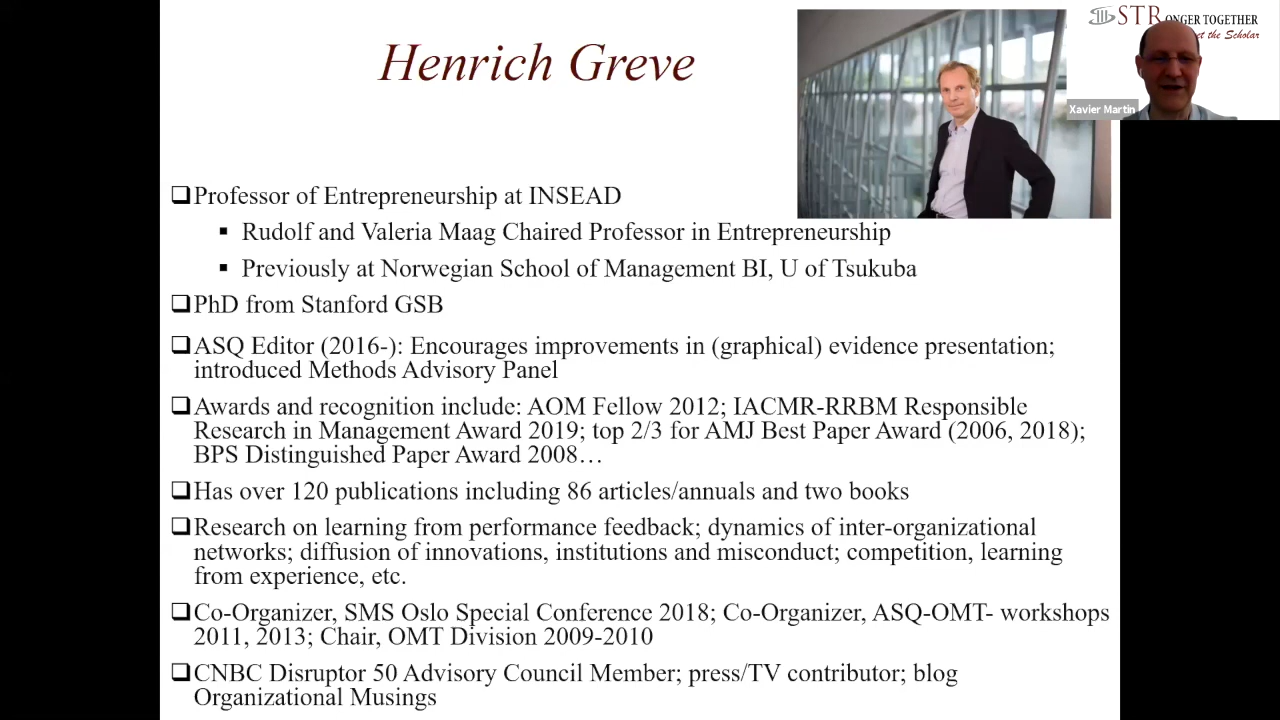 Henrich Greve
STRONGER TOGETHER
et the Scholar
Xavier Martin
❑Professor of Entrepreneurship at INSEAD
▪ Rudolf and Valeria Maag Chaired Professor in Entrepreneurship
▪ Previously at Norwegian School of Management BI, U of Tsukuba
❑PhD from Stanford GSB
❑ASQ Editor (2016-): Encourages improvements in (graphical) evidence presentation;
introduced Methods Advisory Panel
❑Awards and recognition include: AOM Fellow 2012; IACMR-RRBM Responsible
Research in Management Award 2019; top 2/3 for AMJ Best Paper Award (2006, 2018);
BPS Distinguished Paper Award 2008…
❑Has over 120 publications including 86 articles/annuals and two books
❑Research on learning from performance feedback; dynamics of inter-organizational
networks; diffusion of innovations, institutions and misconduct; competition, learning
from experience, etc.
❑Co-Organizer, SMS Oslo Special Conference 2018; Co-Organizer, ASQ-OMT- workshops
2011, 2013; Chair, OMT Division 2009-2010
❑CNBC Disruptor 50 Advisory Council Member; press/TV contributor; blog
Organizational Musings